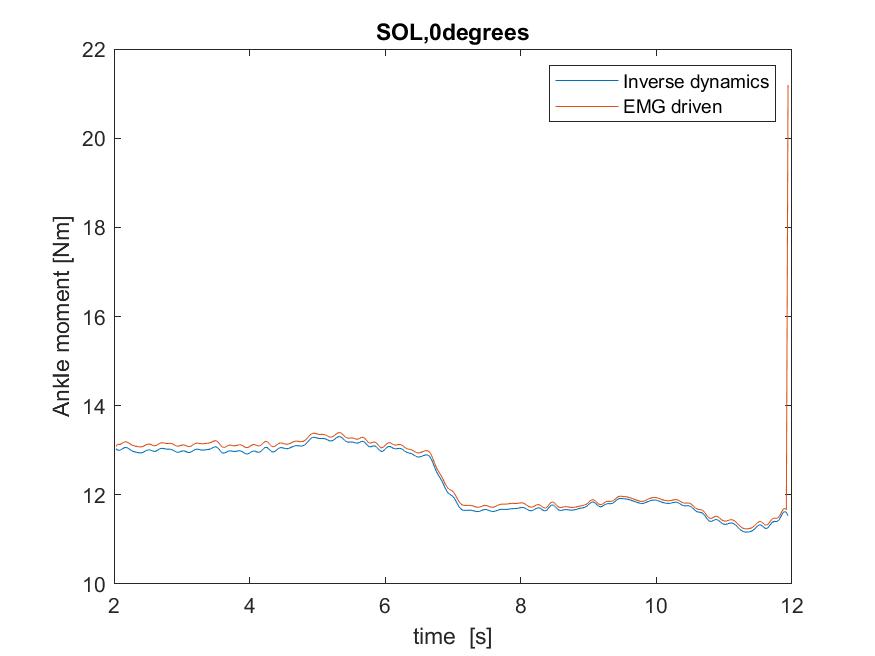 SOL,0degrees
22
20
18
16
14
12
10
Ankle moment [Nm]
Inverse dynamics
EMG driven
2 4 6 8 10 12
time [s]